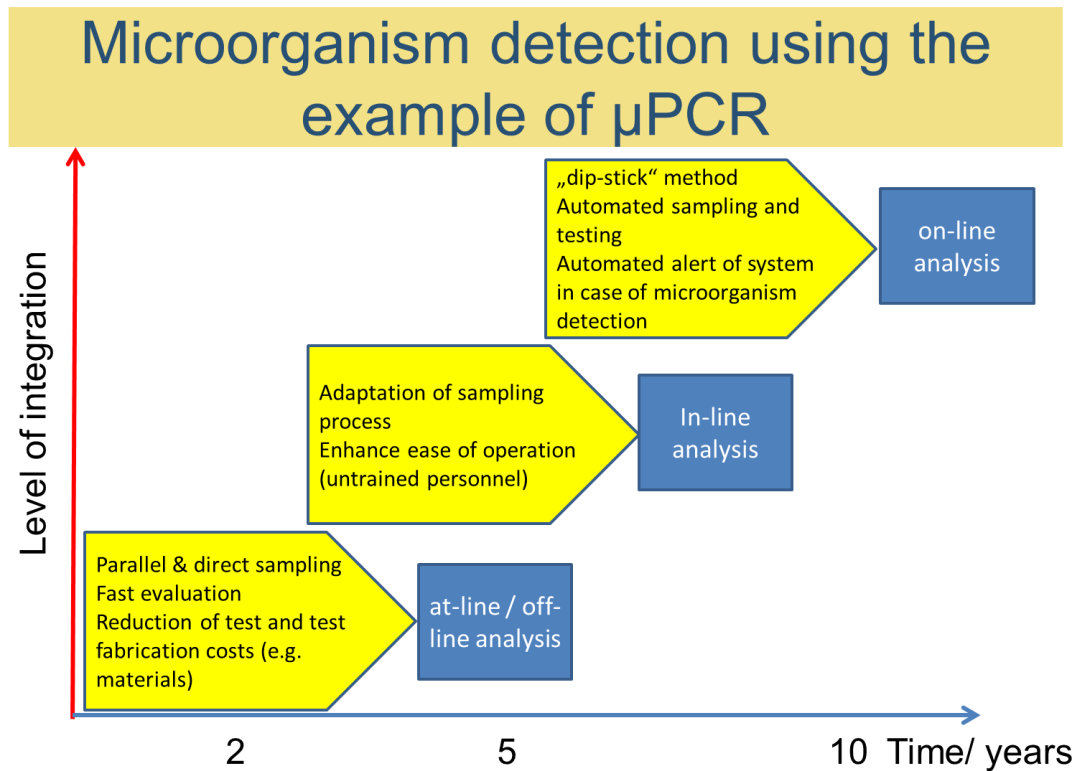 Microorganism detection using the
example of µPCR
Level of integration
„dip-stick“ method
Automated sampling and
testing
Automated alert of system
in case of microorganism
detection
on-line
analysis
Adaptation of sampling
process
Enhance ease of operation
(untrained personnel)
In-line
analysis
Parallel & direct sampling
Fast evaluation
Reduction of test and test
fabrication costs (e.g.
materials)
at-line / off-
line analysis
2 5 10 Time/ years